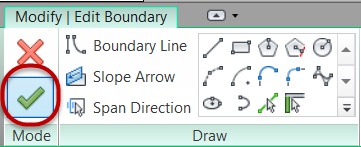 Modify | Edit Boundary
Boundary Line
Slope Arrow
Span Direction
Mode
Draw